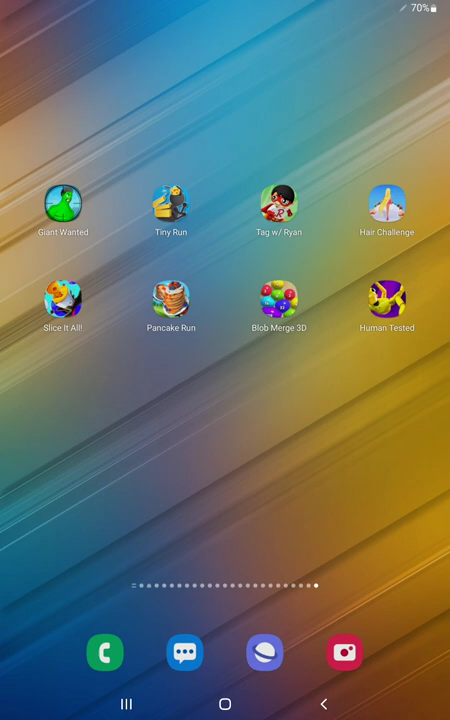 70%
Giant Wanted
Tiny Run
Tag w/ Ryan
Hair Challenge
Slice It All!
Pancake Run
Blob Merge 3D
Human Tested